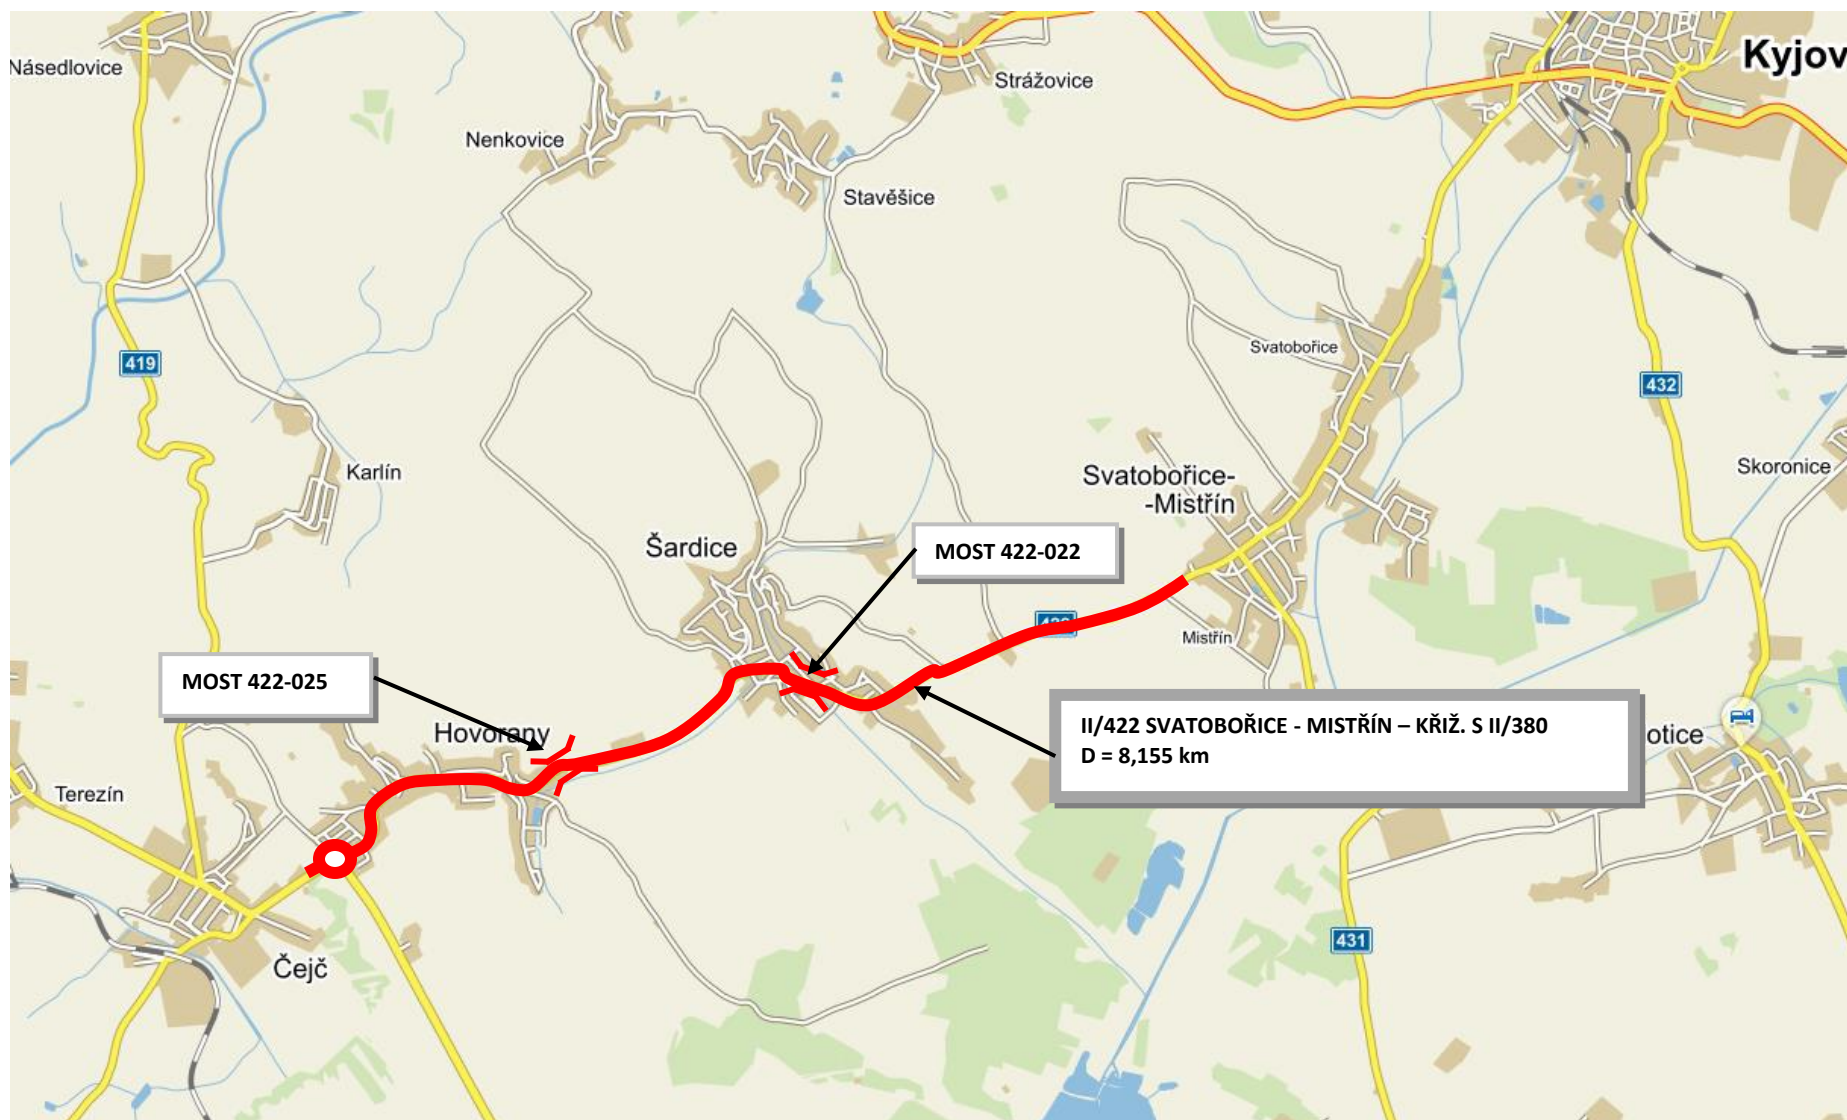 Kyjov
Násedlovice
Strážovice
Nenkovice
Stavěšice
Svatobořice
419
432
Karlín
Skoronice
Svatobořice-
-Mistřín
Šardice
MOST 422-022
Mistřín
MOST 422-025
Hovorany
II/422 SVATOBOŘICE - MISTŘÍN – KŘIŽ. S II/380
D = 8,155 km
otice
Terezín
431
Čejč